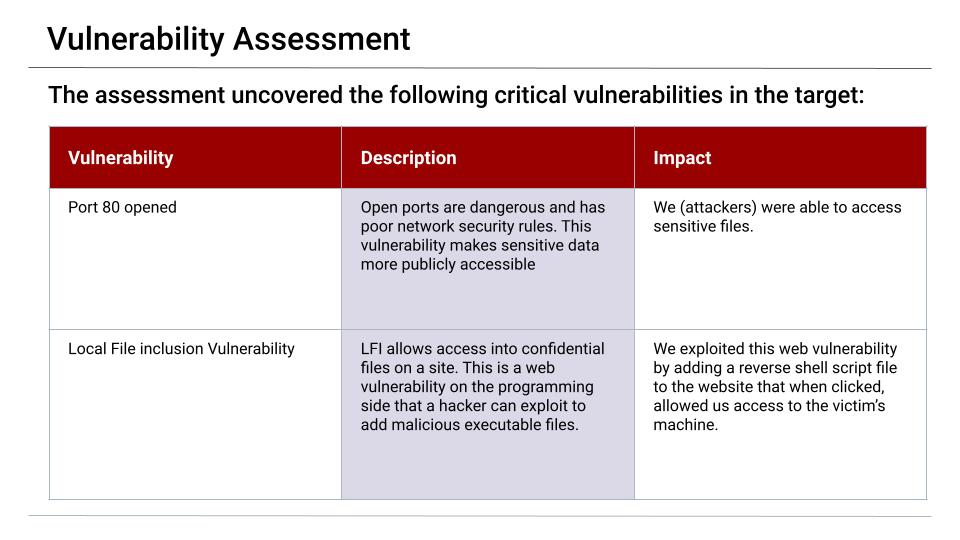 Vulnerability Assessment
The assessment uncovered the following critical vulnerabilities in the target:
Vulnerability
Description
Impact
Port 80 opened
Open ports are dangerous and has
poor network security rules. This
vulnerability makes sensitive data
more publicly accessible
We (attackers) were able to access
sensitive files.
Local File inclusion Vulnerability
LFI allows access into confidential
files on a site. This is a web
vulnerability on the programming
side that a hacker can exploit to
add malicious executable files.
We exploited this web vulnerability
by adding a reverse shell script file
to the website that when clicked,
allowed us access to the victim’s
machine.